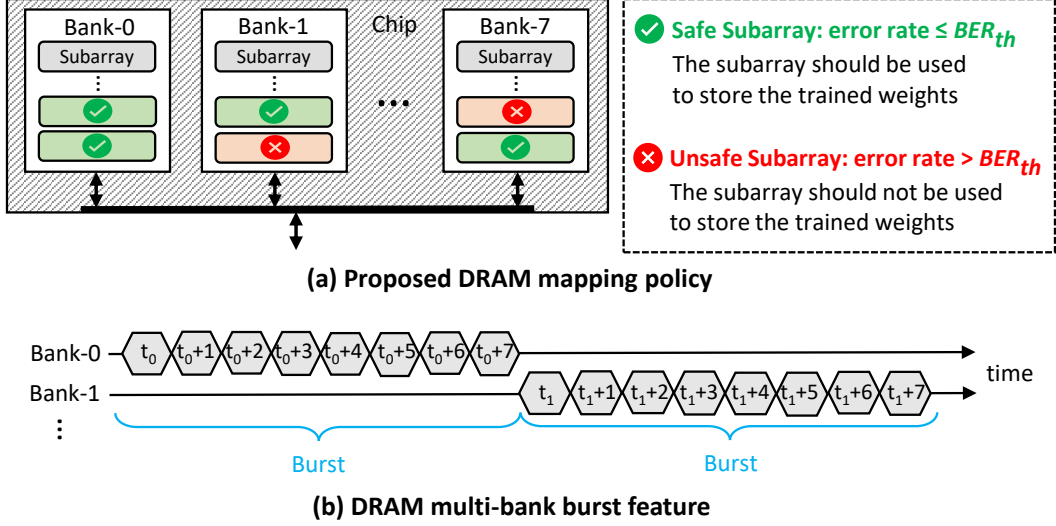 Bank-0 Bank-1 Chip Bank-7
Subarray Subarray Subarray
⋮ ⋮ ... ⋮
Safe Subarray: error rate ≤ BER_th
The subarray should be used
to store the trained weights
Unsafe Subarray: error rate > BER_th
The subarray should not be used
to store the trained weights
(a) Proposed DRAM mapping policy
Bank-0 t₀ t₀+1 t₀+2 t₀+3 t₀+4 t₀+5 t₀+6 t₀+7
time
Bank-1 t₁ t₁+1 t₁+2 t₁+3 t₁+4 t₁+5 t₁+6 t₁+7
⋮
Burst Burst
(b) DRAM multi-bank burst feature